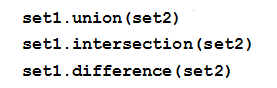 set1.union(set2)
set1.intersection(set2)
set1.difference(set2)